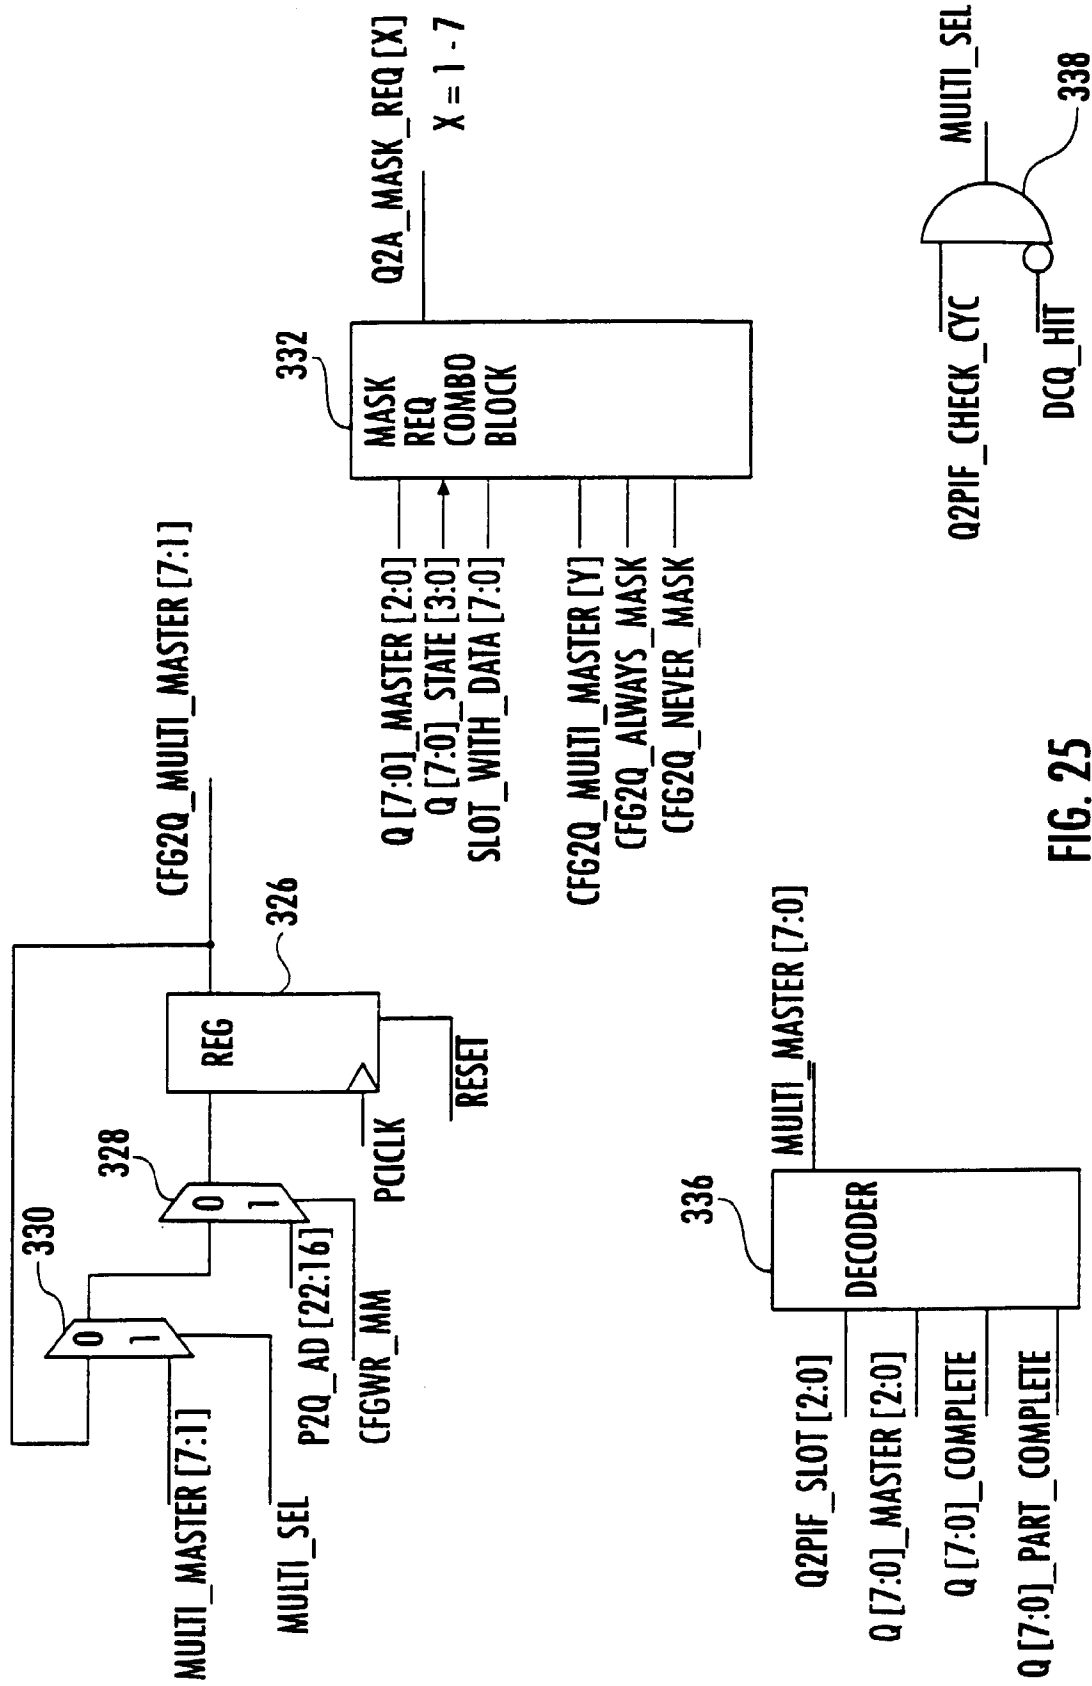 330
0
1
MULTI_MASTER [7:1]
MULTI_SEL
328
0
1
P2Q_AD [22:16]
CFGWR_MM
326
REG
PCICLK
RESET
CFG2Q_MULTI_MASTER [7:1]
332
MASK
REQ
COMBO
BLOCK
Q [7:0]_MASTER [2:0]
Q [7:0]_STATE [3:0]
SLOT_WITH_DATA [7:0]
CFG2Q_MULTI_MASTER [Y]
CFG2Q_ALWAYS_MASK
CFG2Q_NEVER_MASK
Q2A_MASK_REQ [X]
X = 1 - 7
336
DECODER
Q2PIF_SLOT [2:0]
Q [7:0]_MASTER [2:0]
Q [7:0]_COMPLETE
Q [7:0]_PART_COMPLETE
MULTI_MASTER [7:0]
Q2PIF_CHECK_CYC
DCQ_HIT
MULTI_SEL
338
FIG. 25